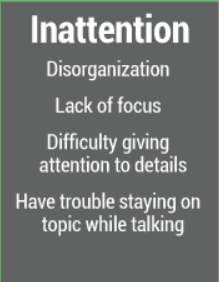 Inattention
Disorganization
Lack of focus
Difficulty giving
attention to details
Have trouble staying on
topic while talking